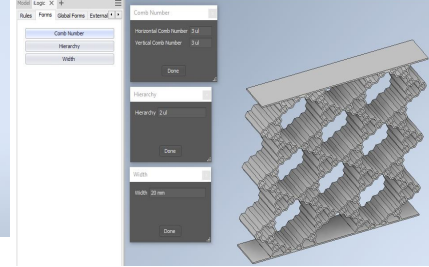 Model Logic × +
Rules Forms Global Forms External
Comb Number
Hierarchy
Width
Comb Number
Horizontal Comb Number 3 ul
Vertical Comb Number 3 ul
Done
Hierarchy
Hierarchy 2 ul
Done
Width
Width 20 mm
Done